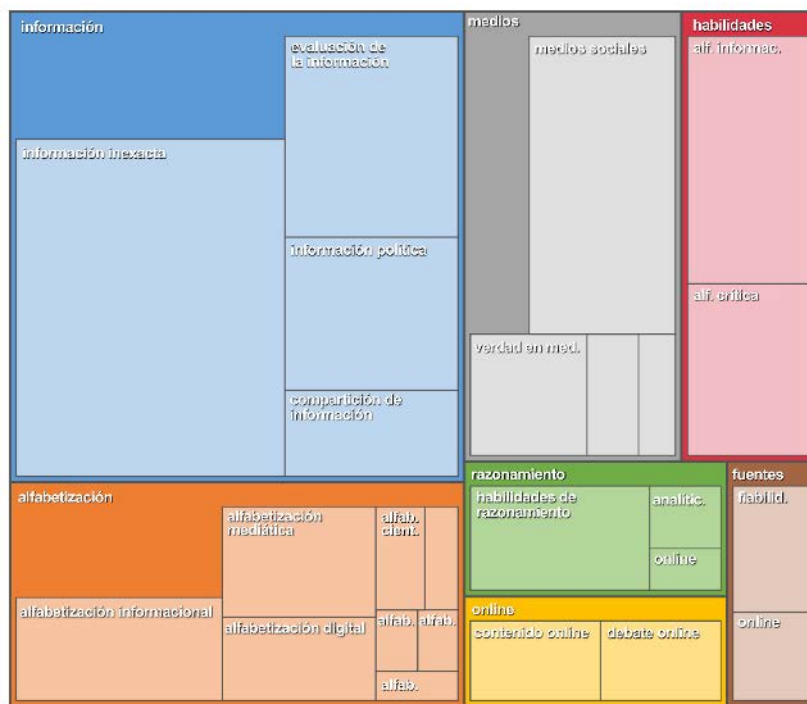 información
evaluación de
la información
información inexacta
información política
compartición de
información
medios
medios sociales
verdad en med.
habilidades
alf. informac.
alf. crítica
alfabetización
alfabetización
mediática
alfab.
cient.
alfabetización informacional
alfabetización digital
alfab.
alfab.
alfab.
razonamiento
habilidades de
razonamiento
analític.
online
online
contenido online
debate online
fuentes
fiabilid.
online